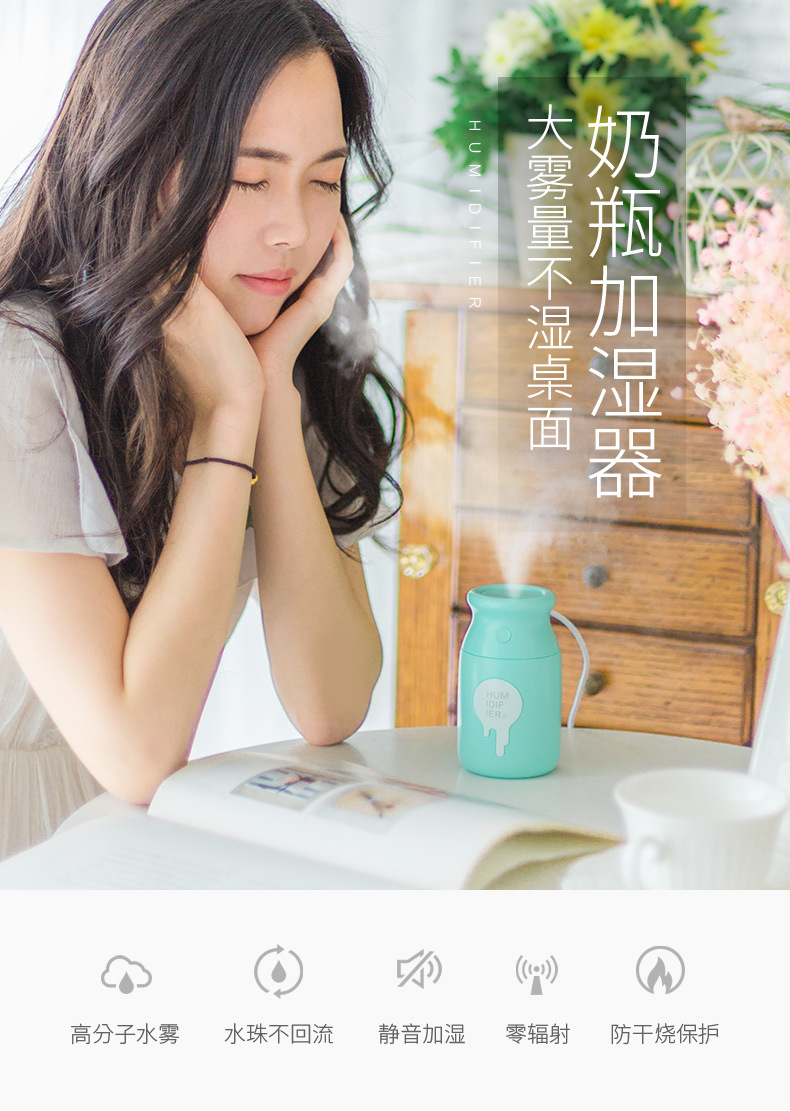 奶瓶加湿器
大雾量不湿桌面
HUMIDIFIER
HUM
IDIF
IER
高分子水雾
水珠不回流
静音加湿
零辐射
防干烧保护